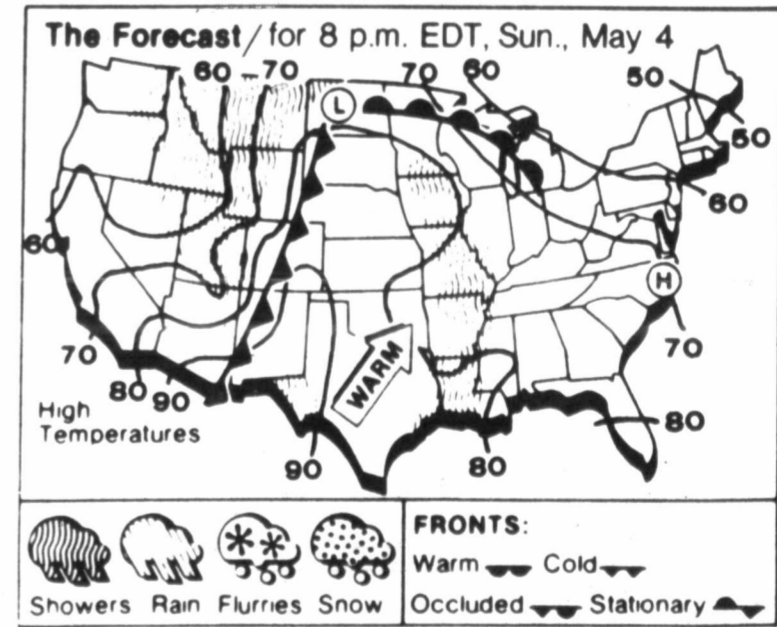 The Forecast / for 8 p.m. EDT, Sun., May 4
60 - 70
70
60
50
50
60
60
L
H
70
80
90
WARM
70
80
90
80
High
Temperatures
Showers Rain Flurries Snow
FRONTS:
Warm Cold
Occluded Stationary